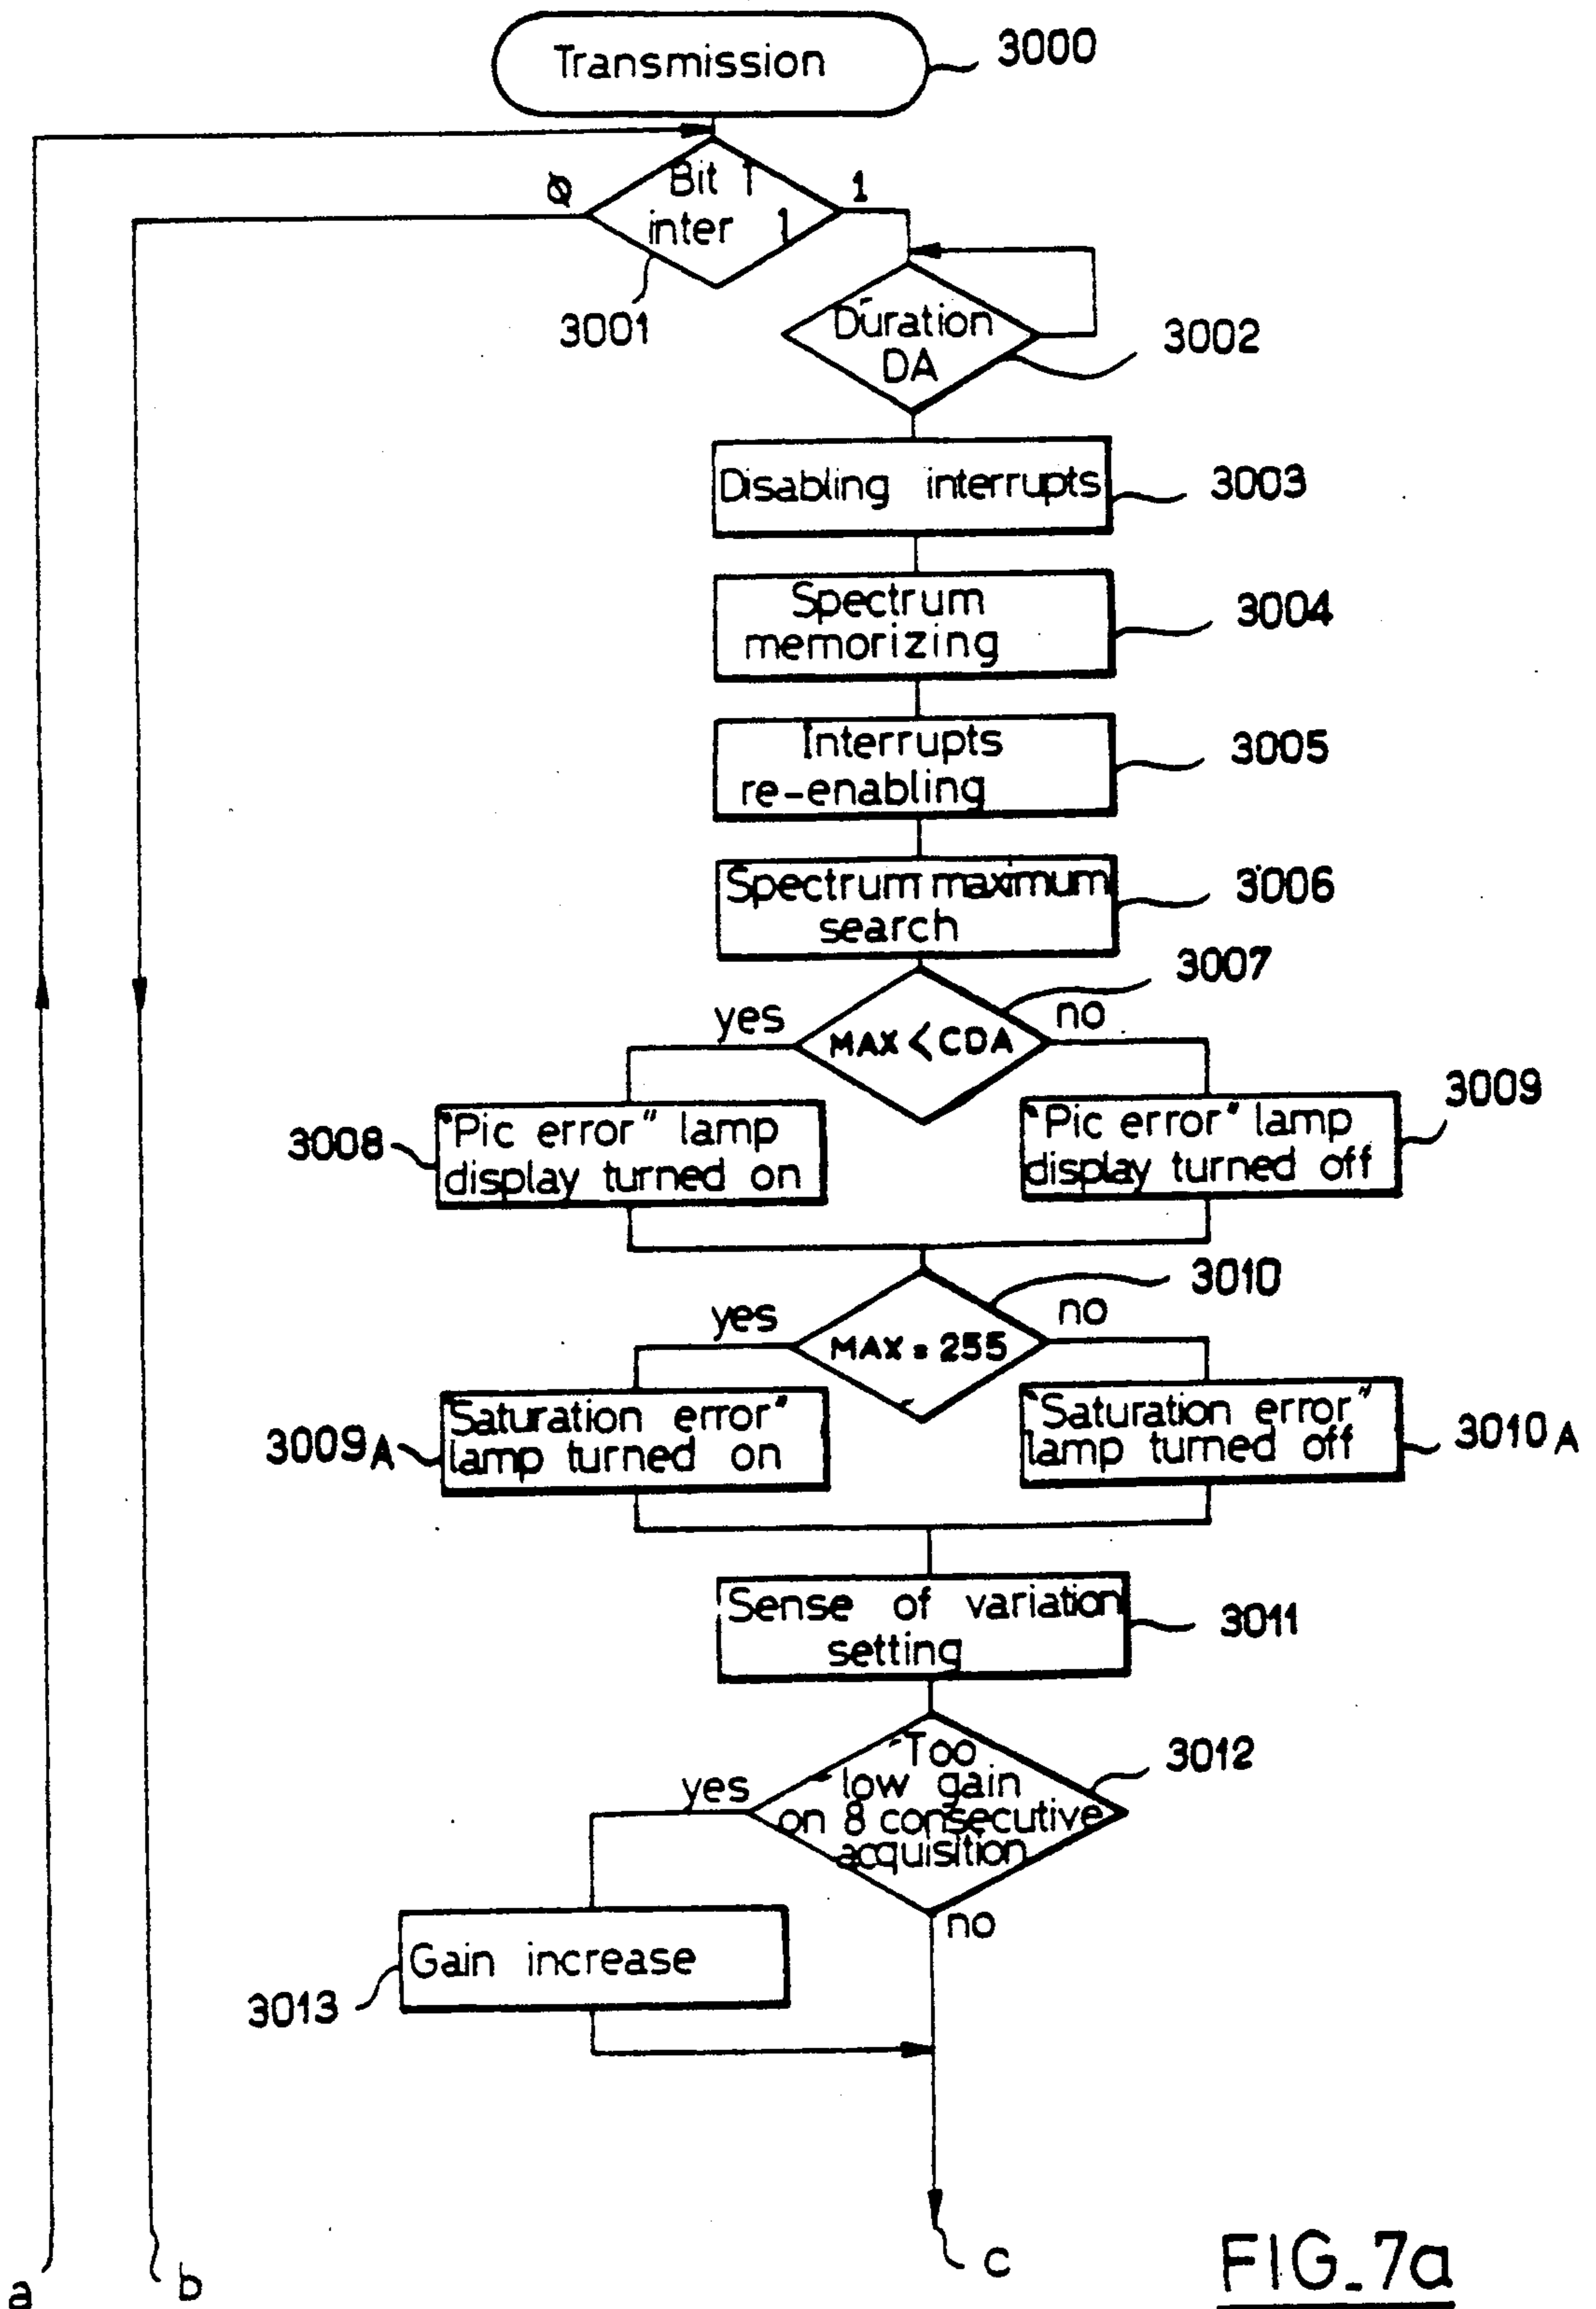 Transmission
3000
Ø
Bit 1
inter 1
1
3001
Duration
DA
3002
Disabling interrupts
3003
Spectrum
memorizing
3004
Interrupts
re-enabling
3005
Spectrum maximum
search
3006
3007
yes
MAX < CDA
no
3008
"Pic error" lamp
display turned on
"Pic error" lamp
display turned off
3009
3010
yes
MAX = 255
no
3009A
"Saturation error"
lamp turned on
"Saturation error"
lamp turned off
3010A
Sense of variation
setting
3011
Too
low gain
on 8 consecutive
acquisition
3012
yes
no
Gain increase
3013
a
b
c
FIG_7a